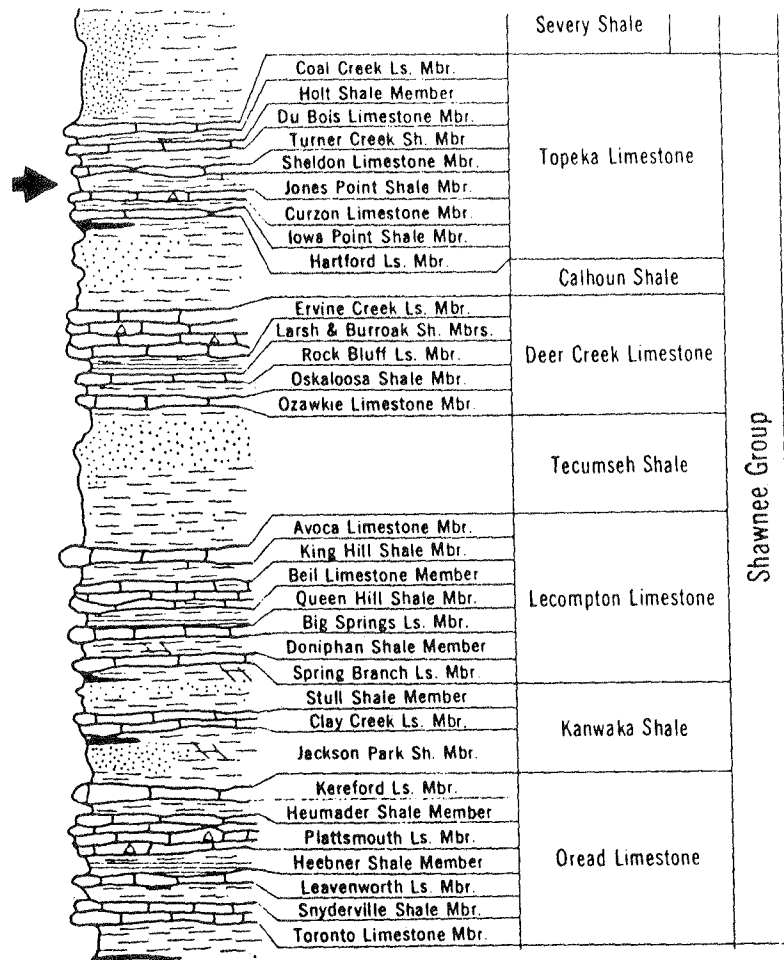 Severy Shale
Coal Creek Ls. Mbr.
Holt Shale Member
Du Bois Limestone Mbr.
Turner Creek Sh. Mbr
Sheldon Limestone Mbr.
Jones Point Shale Mbr.
Curzon Limestone Mbr.
Iowa Point Shale Mbr.
Hartford Ls. Mbr.
Topeka Limestone
Calhoun Shale
Ervine Creek Ls. Mbr.
Larsh & Burroak Sh. Mbrs.
Rock Bluff Ls. Mbr.
Oskaloosa Shale Mbr.
Ozawkie Limestone Mbr.
Deer Creek Limestone
Tecumseh Shale
Avoca Limestone Mbr.
King Hill Shale Mbr.
Beil Limestone Member
Queen Hill Shale Mbr.
Big Springs Ls. Mbr.
Doniphan Shale Member
Spring Branch Ls. Mbr.
Lecompton Limestone
Stull Shale Member
Clay Creek Ls. Mbr.
Jackson Park Sh. Mbr.
Kanwaka Shale
Kereford Ls. Mbr.
Heumader Shale Member
Plattsmouth Ls. Mbr.
Heebner Shale Member
Leavenworth Ls. Mbr.
Snyderville Shale Mbr.
Toronto Limestone Mbr.
Oread Limestone
Shawnee Group